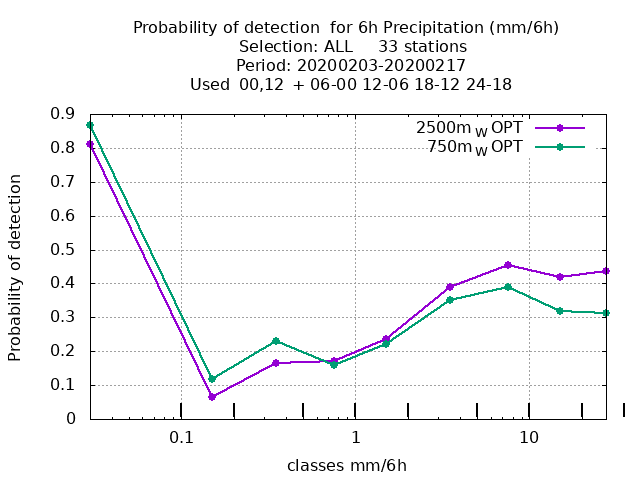 Probability of detection  for 6h Precipitation (mm/6h)
Selection: ALL     33 stations
Period: 20200203-20200217
Used  00,12  + 06-00 12-06 18-12 24-18
2500m W OPT
750m W OPT
0.9
0.8
0.7
0.6
0.5
0.4
0.3
0.2
0.1
0
Probability of detection
0.1 1 10
classes mm/6h